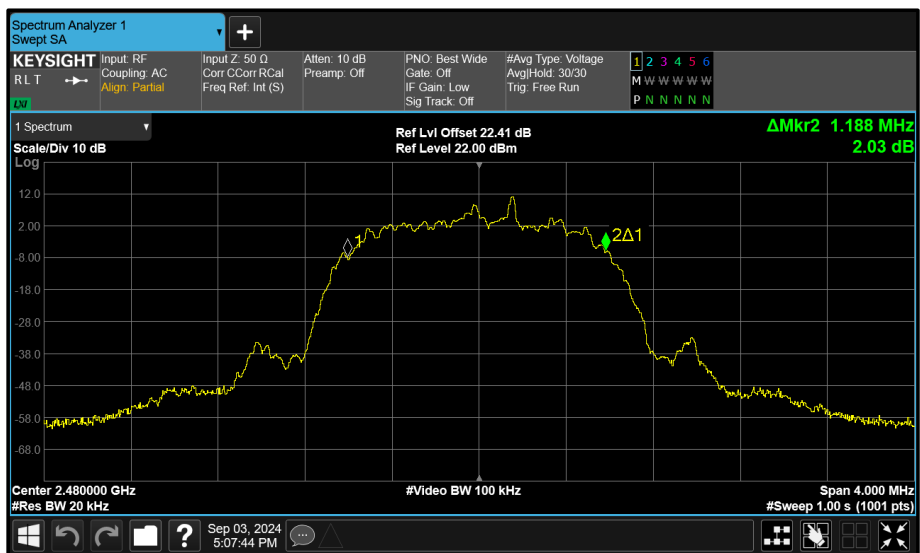 Spectrum Analyzer 1
Swept SA
KEYSIGHT
R L T
LXI
Input: RF
Coupling: AC
Align: Partial
Input Z: 50 Ω
Corr CCorr RCal
Freq Ref: Int (S)
Atten: 10 dB
Preamp: Off
PNO: Best Wide
Gate: Off
IF Gain: Low
Sig Track: Off
#Avg Type: Voltage
Avg|Hold: 30/30
Trig: Free Run
1 2 3 4 5 6
M W W W W W
P N N N N N
1 Spectrum
Scale/Div 10 dB
Ref Lvl Offset 22.41 dB
Ref Level 22.00 dBm
ΔMkr2 1.188 MHz
2.03 dB
Log
12.0
2.00
-8.00
-18.0
-28.0
-38.0
-48.0
-58.0
-68.0
1
2Δ1
Center 2.480000 GHz
#Res BW 20 kHz
#Video BW 100 kHz
Span 4.000 MHz
#Sweep 1.00 s (1001 pts)
?
Sep 03, 2024
5:07:44 PM